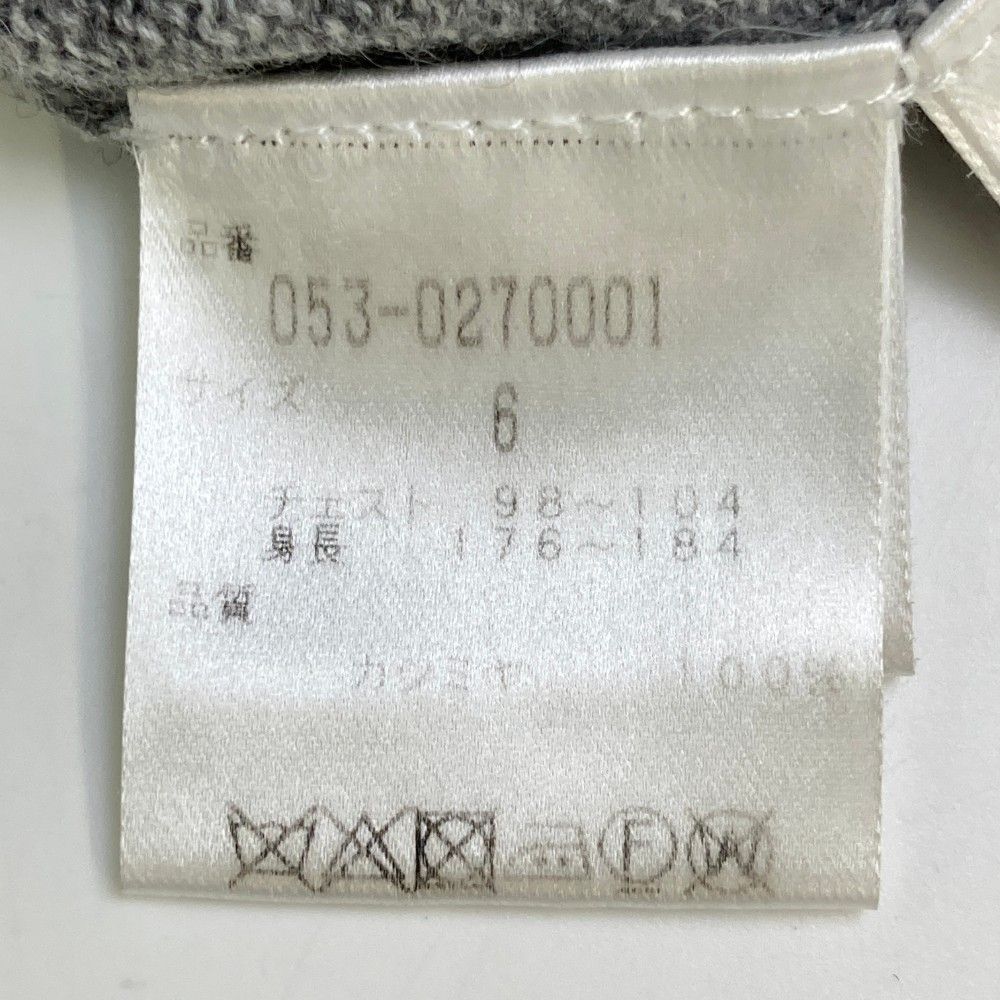 品番
053-0270001
サイズ 6
チェスト 98～104
身長 176～184
品質
カシミヤ 100%
F
W